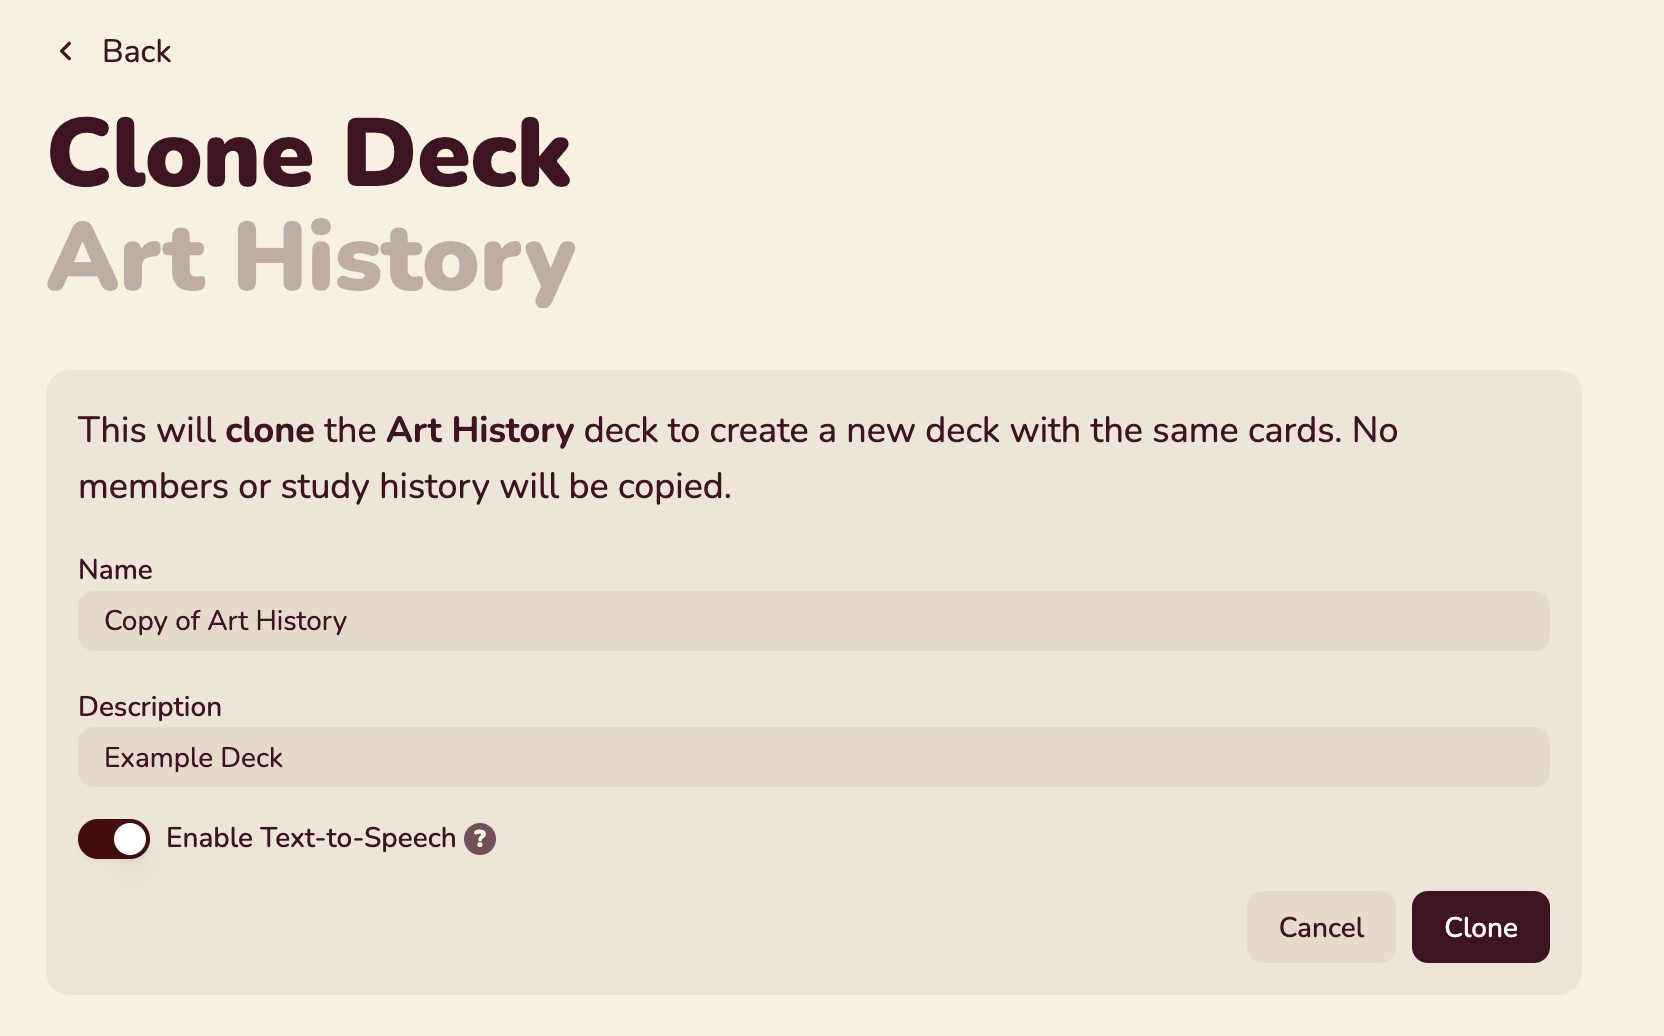 Back
Clone Deck
Art History
This will clone the Art History deck to create a new deck with the same cards. No
members or study history will be copied.
Name
Copy of Art History
Description
Example Deck
Enable Text-to-Speech ?
Cancel
Clone